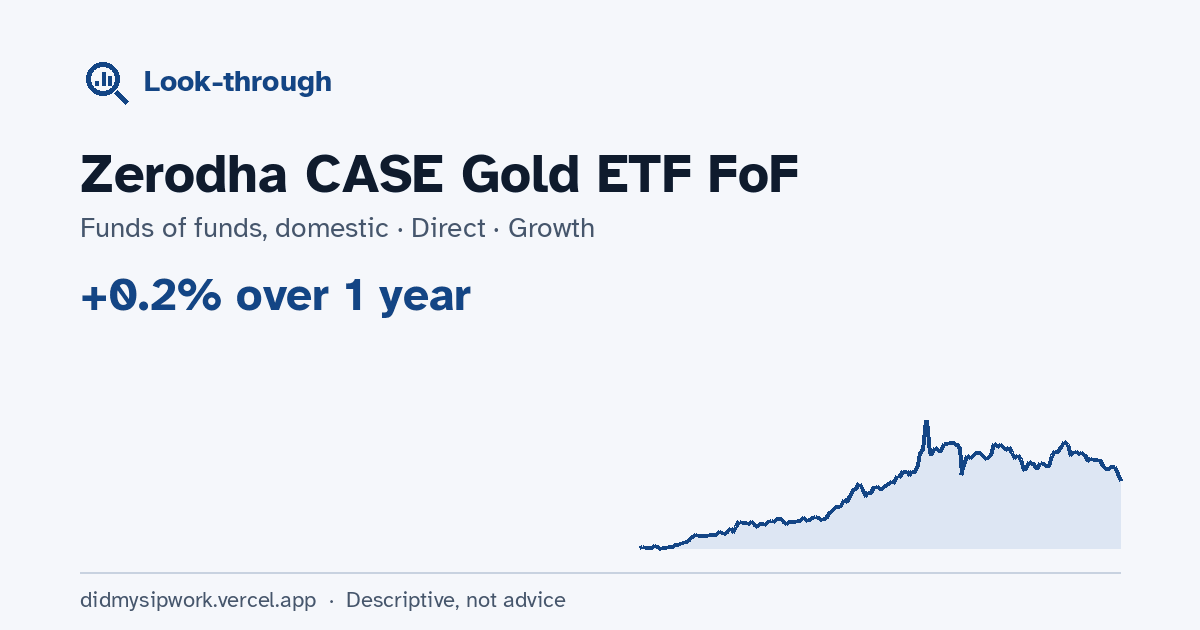 Look-through
Zerodha CASE Gold ETF FoF
Funds of funds, domestic · Direct · Growth
+0.2% over 1 year
didmysipwork.vercel.app · Descriptive, not advice